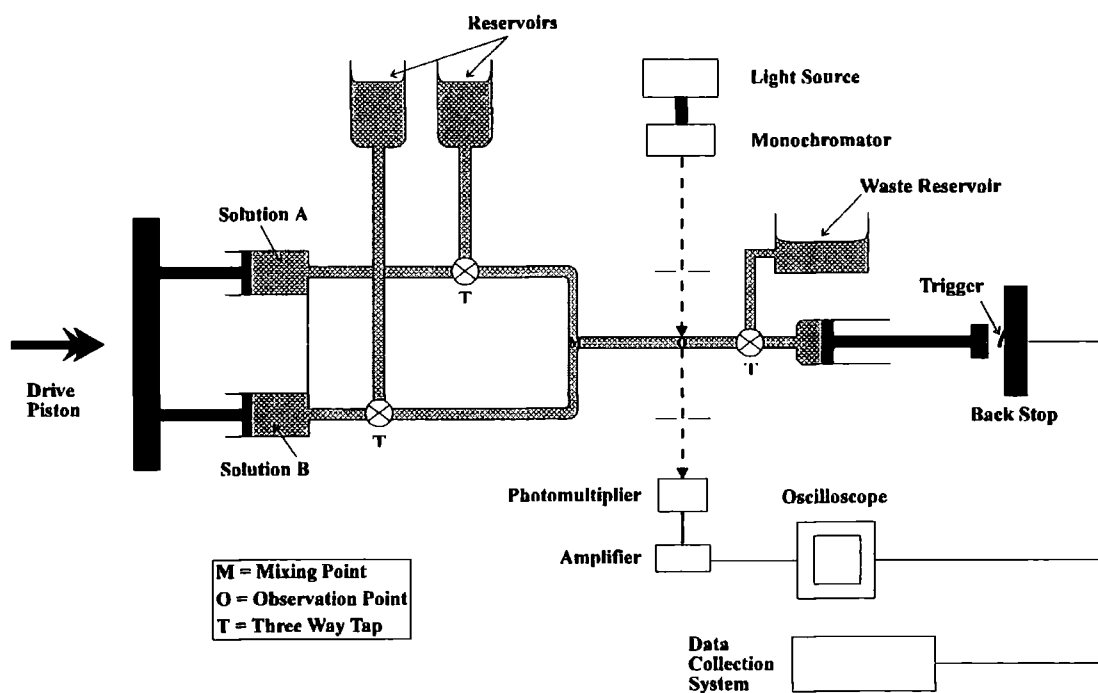 Reservoirs
Light Source
Monochromator
Waste Reservoir
Solution A
T
Trigger
Drive
Piston
T
T
Back Stop
Solution B
Photomultiplier
Oscilloscope
Amplifier
M = Mixing Point
O = Observation Point
T = Three Way Tap
Data
Collection
System